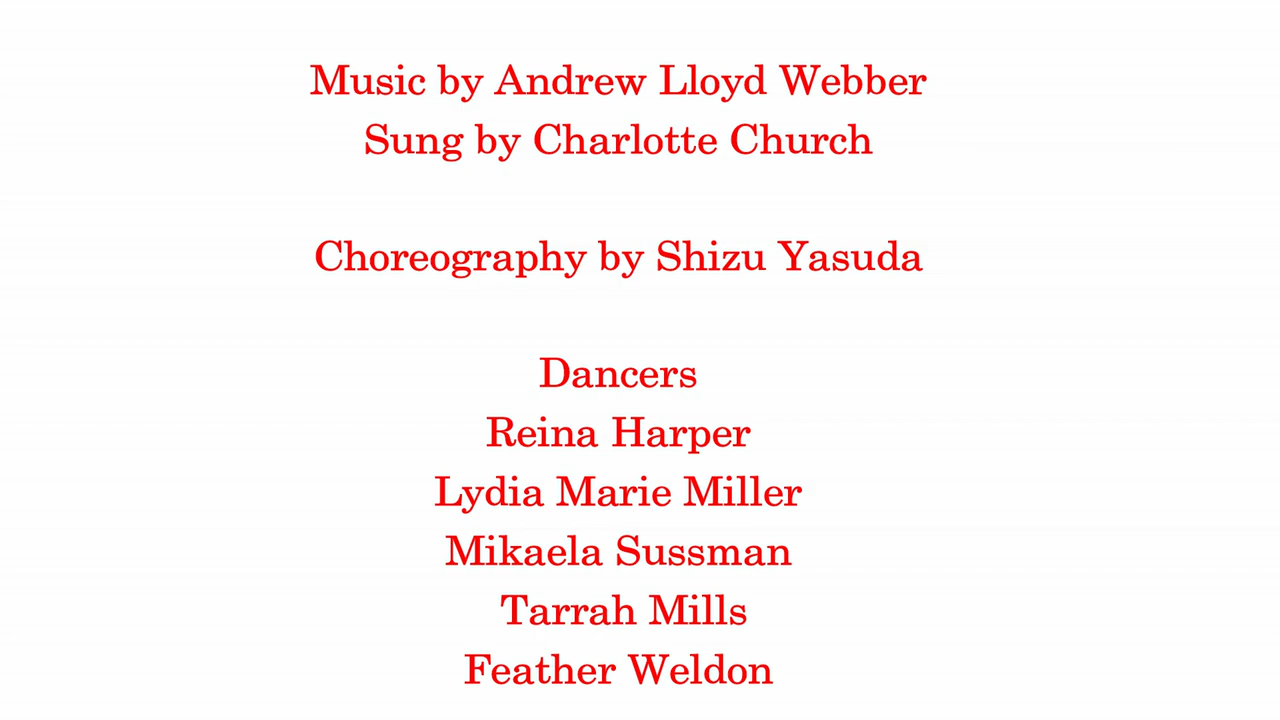 Music by Andrew Lloyd Webber
Sung by Charlotte Church
Choreography by Shizu Yasuda
Dancers
Reina Harper
Lydia Marie Miller
Mikaela Sussman
Tarrah Mills
Feather Weldon